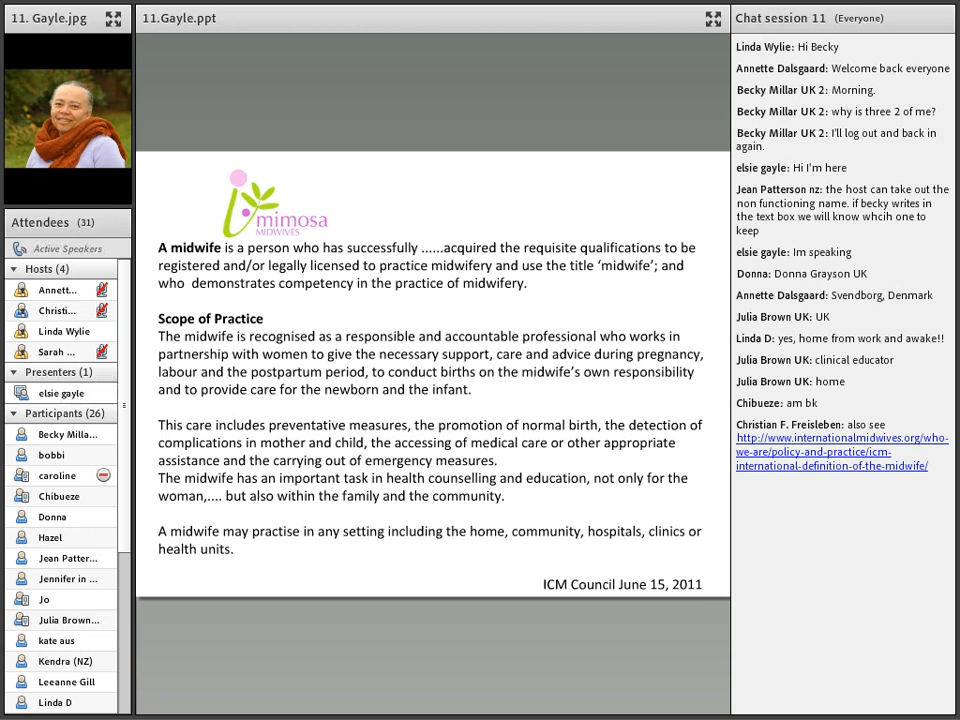 11. Gayle.jpg
Attendees (31)
Active Speakers
Hosts (4)
Annett...
Christi...
Linda Wylie
Sarah ...
Presenters (1)
elsie gayle
Participants (26)
Becky Milla...
bobbi
caroline
Chibueze
Donna
Hazel
Jean Patter...
Jennifer in ...
Jo
Julia Brown...
kate aus
Kendra (NZ)
Leeanne Gill
Linda D
11.Gayle.ppt
mimosa
MIDWIVES
A midwife is a person who has successfully ......acquired the requisite qualifications to be
registered and/or legally licensed to practice midwifery and use the title ‘midwife’; and
who demonstrates competency in the practice of midwifery.
Scope of Practice
The midwife is recognised as a responsible and accountable professional who works in
partnership with women to give the necessary support, care and advice during pregnancy,
labour and the postpartum period, to conduct births on the midwife’s own responsibility
and to provide care for the newborn and the infant.
This care includes preventative measures, the promotion of normal birth, the detection of
complications in mother and child, the accessing of medical care or other appropriate
assistance and the carrying out of emergency measures.
The midwife has an important task in health counselling and education, not only for the
woman,.... but also within the family and the community.
A midwife may practise in any setting including the home, community, hospitals, clinics or
health units.
ICM Council June 15, 2011
Chat session 11 (Everyone)
Linda Wylie: Hi Becky
Annette Dalsgaard: Welcome back everyone
Becky Millar UK 2: Morning.
Becky Millar UK 2: why is three 2 of me?
Becky Millar UK 2: I'll log out and back in
again.
elsie gayle: Hi I'm here
Jean Patterson nz: the host can take out the
non functioning name. if becky writes in
the text box we will know whcih one to
keep
elsie gayle: Im speaking
Donna: Donna Grayson UK
Annette Dalsgaard: Svendborg, Denmark
Julia Brown UK: UK
Linda D: yes, home from work and awake!!
Julia Brown UK: clinical educator
Julia Brown UK: home
Chibueze: am bk
Christian F. Freisleben: also see
http://www.internationalmidwives.org/who-
we-are/policy-and-practice/icm-
international-definition-of-the-midwife/